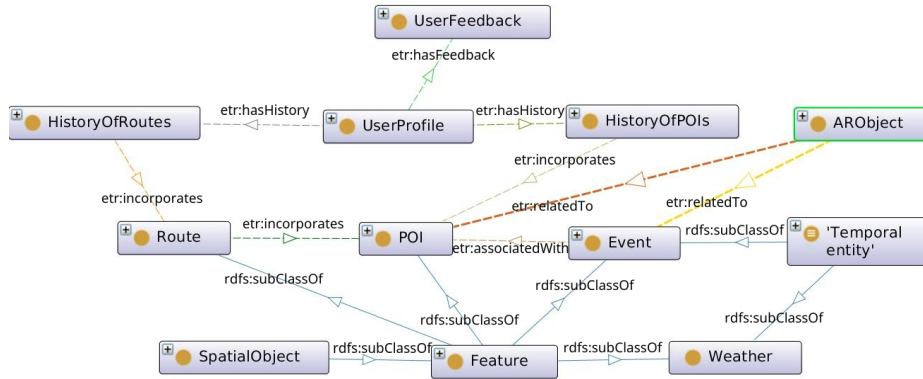 UserFeedback
etr:hasFeedback
HistoryOfRoutes
etr:hasHistory
UserProfile
etr:hasHistory
HistoryOfPOIs
ARObject
etr:incorporates
etr:incorporates
etr:relatedTo
etr:relatedTo
Route
etr:incorporates
POI
etr:associatedWith
Event
rdfs:subClassOf
'Temporal
entity'
rdfs:subClassOf
rdfs:subClassOf
rdfs:subClassOf
rdfs:subClassOf
SpatialObject
rdfs:subClassOf
Feature
rdfs:subClassOf
Weather